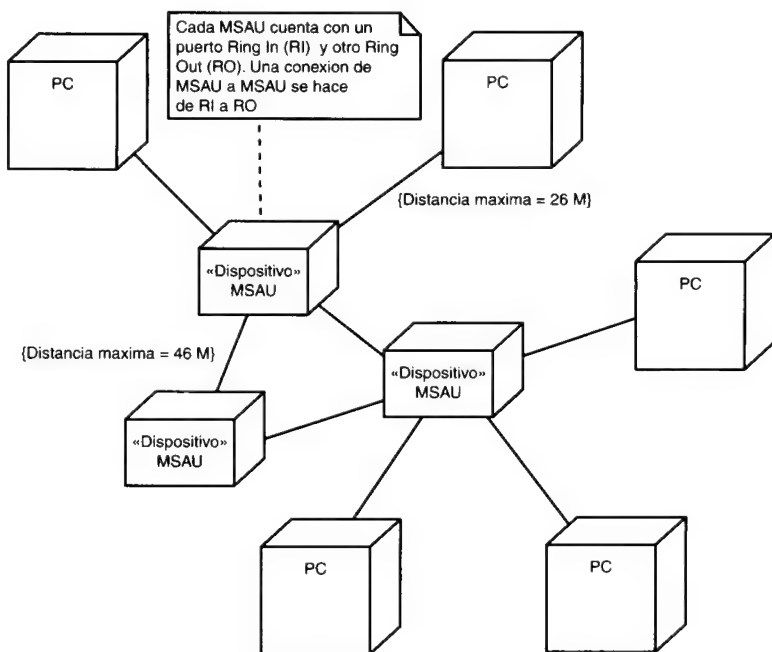 Cada MSAU cuenta con un
puerto Ring In (RI) y otro Ring
Out (RO). Una conexion de
MSAU a MSAU se hace
de RI a RO
PC
PC
{Distancia maxima = 26 M}
«Dispositivo»
MSAU
PC
{Distancia maxima = 46 M}
«Dispositivo»
MSAU
«Dispositivo»
MSAU
PC
PC